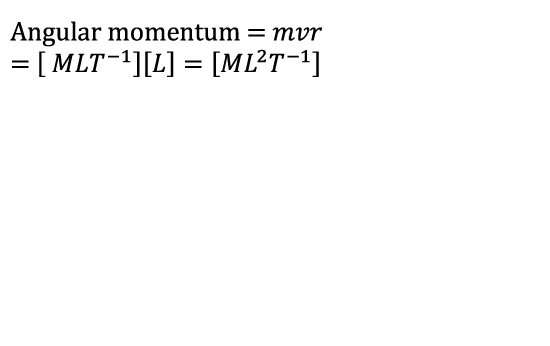 Angular momentum = mvr
= [ MLT⁻¹][L] = [ML²T⁻¹]